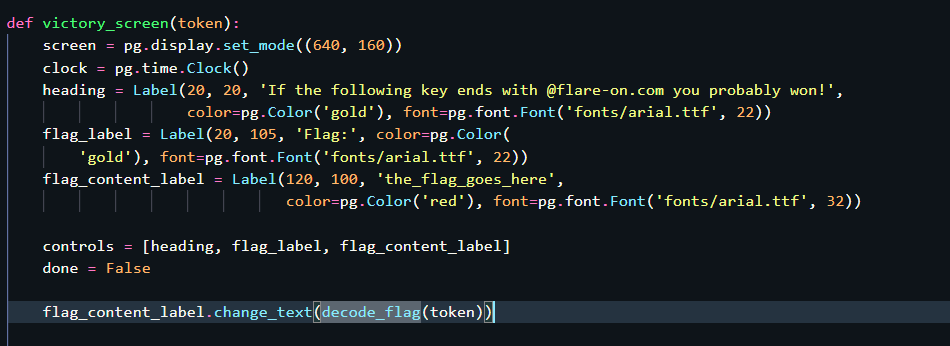 def victory_screen(token):
    screen = pg.display.set_mode((640, 160))
    clock = pg.time.Clock()
    heading = Label(20, 20, 'If the following key ends with @flare-on.com you probably won!',
                    color=pg.Color('gold'), font=pg.font.Font('fonts/arial.ttf', 22))
    flag_label = Label(20, 105, 'Flag:', color=pg.Color(
        'gold'), font=pg.font.Font('fonts/arial.ttf', 22))
    flag_content_label = Label(120, 100, 'the_flag_goes_here',
                               color=pg.Color('red'), font=pg.font.Font('fonts/arial.ttf', 32))

    controls = [heading, flag_label, flag_content_label]
    done = False

    flag_content_label.change_text(decode_flag(token))